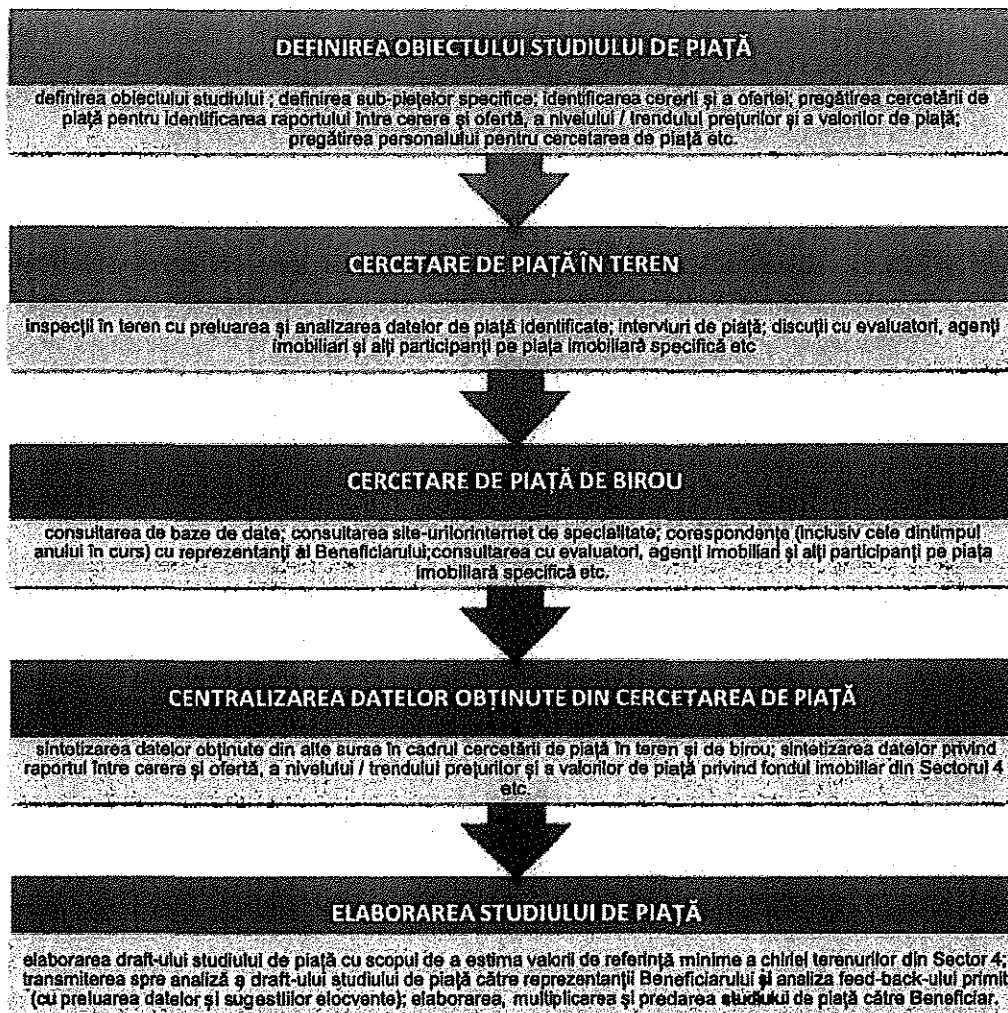 DEFINIREA OBIECTULUI STUDIULUI DE PIAȚĂ
definirea obiectului studiului ; definirea sub-piețelor specifice; identificarea cererii și a ofertei; pregătirea cercetării de
piață pentru identificarea raportului între cerere și ofertă, a nivelului / trendului prețurilor și a valorilor de piață;
pregătirea personalului pentru cercetarea de piață etc.
CERCETARE DE PIAȚĂ ÎN TEREN
inspecții în teren cu preluarea și analizarea datelor de piață identificate; interviuri de piață; discuții cu evaluatori, agenți
imobiliari și alți participanți pe piața imobiliară specifică etc
CERCETARE DE PIAȚĂ DE BIROU
consultarea de baze de date; consultarea site-urilorinternet de specialitate; corespondențe (inclusiv cele dintimpul
anului în curs) cu reprezentanți ai Beneficiarului;consultarea cu evaluatori, agenți imobiliari și alți participanți pe piața
imobiliară specifică etc.
CENTRALIZAREA DATELOR OBȚINUTE DIN CERCETAREA DE PIAȚĂ
sintetizarea datelor obținute din alte surse în cadrul cercetării de piață în teren și de birou; sintetizarea datelor privind
raportul între cerere și ofertă, a nivelului / trendului prețurilor și a valorilor de piață privind fondul imobiliar din Sectorul 4
etc.
ELABORAREA STUDIULUI DE PIAȚĂ
elaborarea draft-ului studiului de piață cu scopul de a estima valorii de referință minime a chiriei terenurilor din Sector 4;
transmiterea spre analiză a draft-ului studiului de piață către reprezentanții Beneficiarului și analiza feed-back-ului primit
(cu preluarea datelor și sugestiilor elocvente); elaborarea, multiplicarea și predarea studiului de piață către Beneficiar.